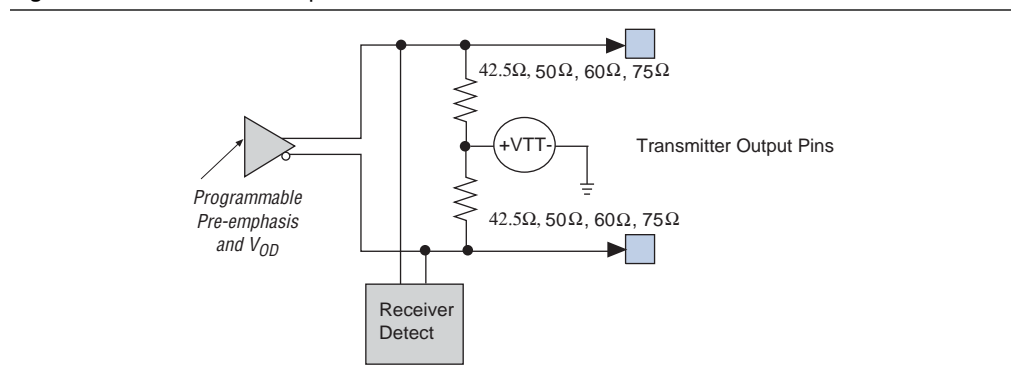 42.5Ω, 50Ω, 60Ω, 75Ω
+VTT-
Transmitter Output Pins
Programmable
Pre-emphasis
and VOD
42.5Ω, 50Ω, 60Ω, 75Ω
Receiver
Detect